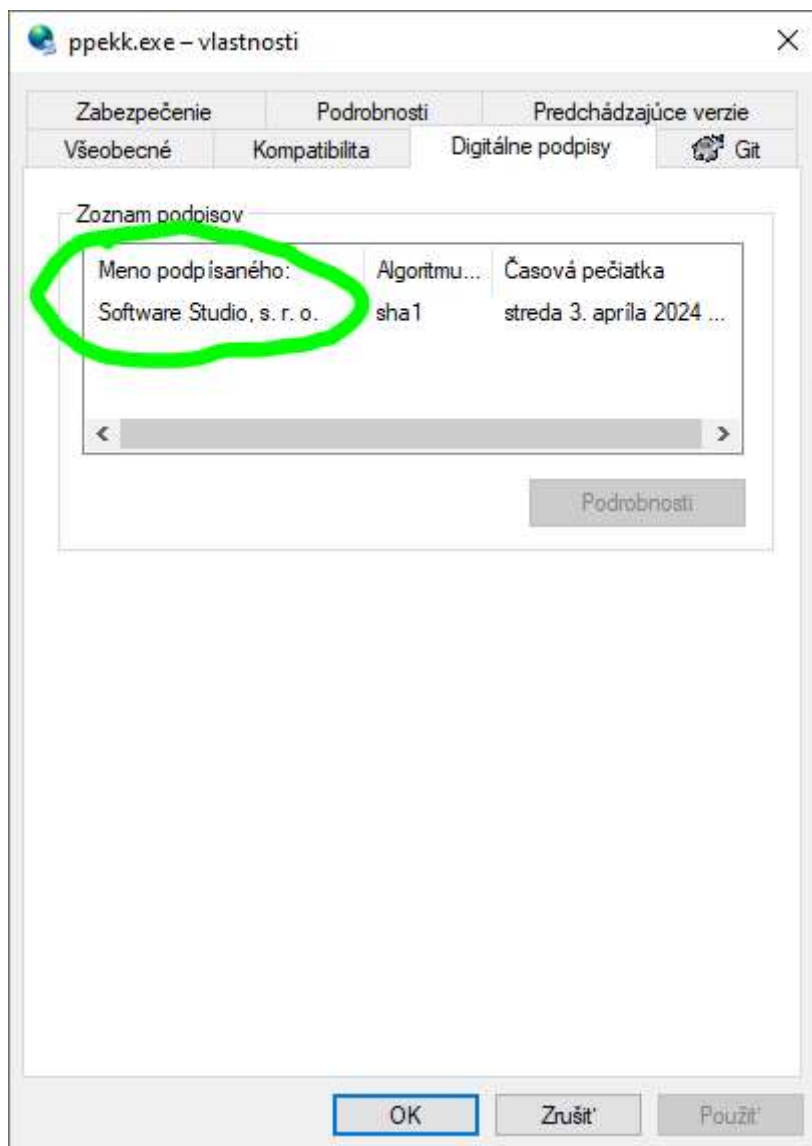 ppekk.exe – vlastnosti
Zabezpečenie Podrobnosti Predchádzajúce verzie
Všeobecné Kompatibilita Digitálne podpisy Git
Zoznam podpisov
Meno podpísaného: Algoritmu... Časová pečiatka
Software Studio, s. r. o. sha1 streda 3. apríla 2024 ...
Podrobnosti
OK Zrušiť Použiť